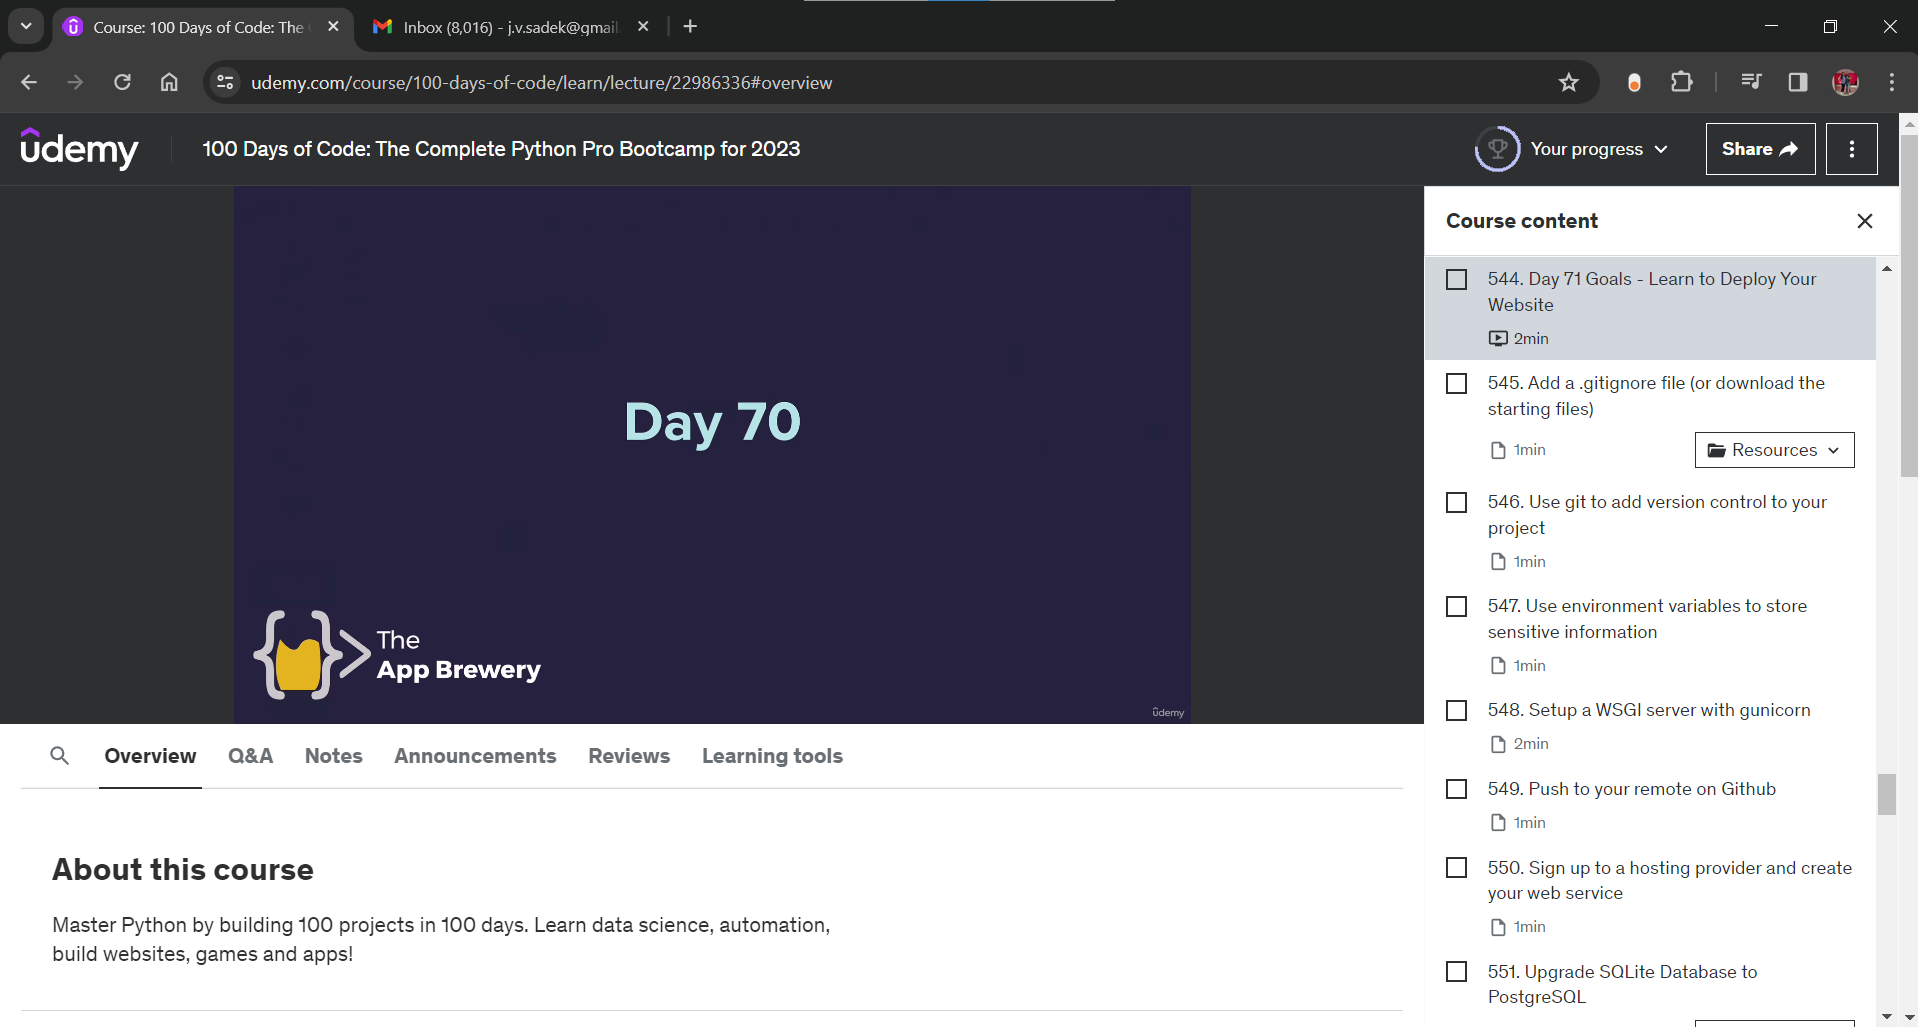 Course: 100 Days of Code: The
Inbox (8,016) - j.v.sadek@gmail.
udemy.com/course/100-days-of-code/learn/lecture/22986336#overview
udemy
100 Days of Code: The Complete Python Pro Bootcamp for 2023
Your progress
Share
Day 70
The
App Brewery
udemy
Course content
544. Day 71 Goals - Learn to Deploy Your
Website
2min
545. Add a .gitignore file (or download the
starting files)
1min
Resources
546. Use git to add version control to your
project
1min
547. Use environment variables to store
sensitive information
1min
548. Setup a WSGI server with gunicorn
2min
549. Push to your remote on Github
1min
550. Sign up to a hosting provider and create
your web service
1min
551. Upgrade SQLite Database to
PostgreSQL
Overview Q&A Notes Announcements Reviews Learning tools
About this course
Master Python by building 100 projects in 100 days. Learn data science, automation,
build websites, games and apps!